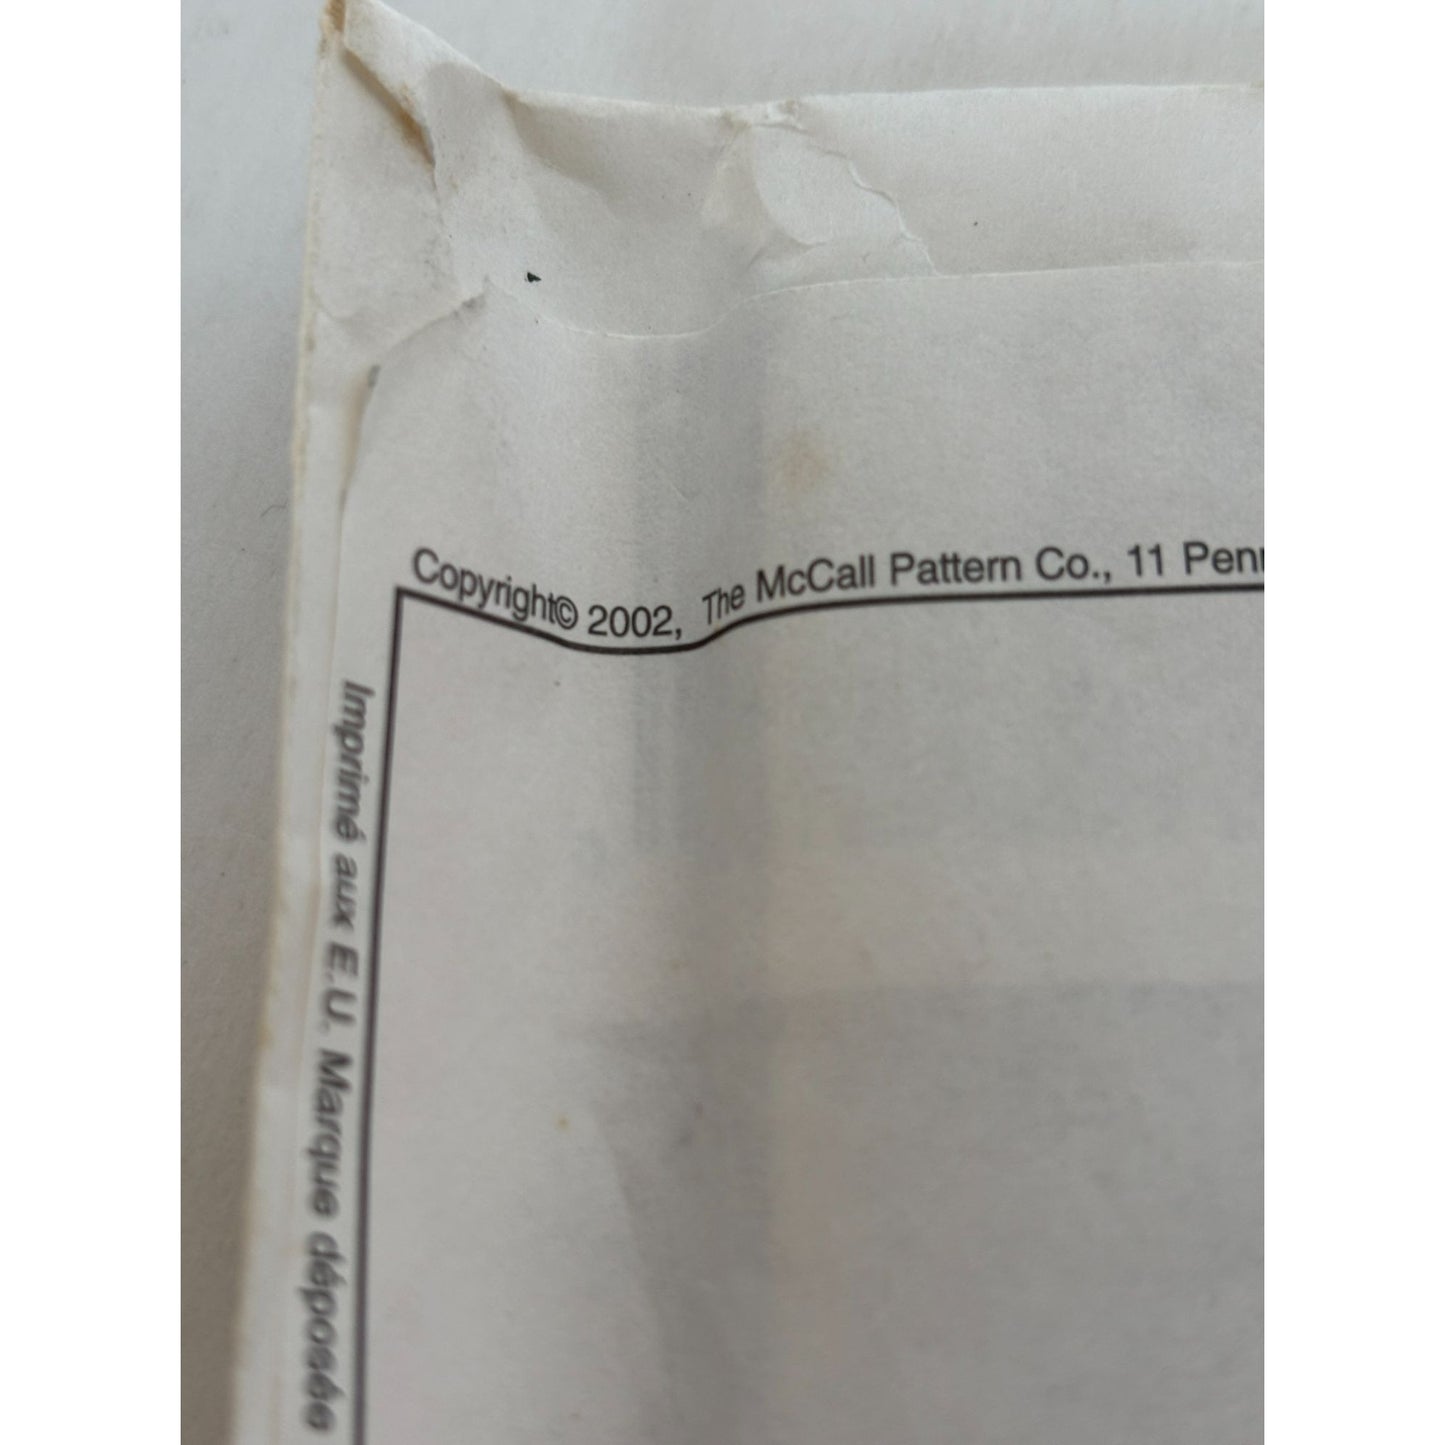 Copyright© 2002, The McCall Pattern Co., 11
Imprimé aux E.U. Marque déposée